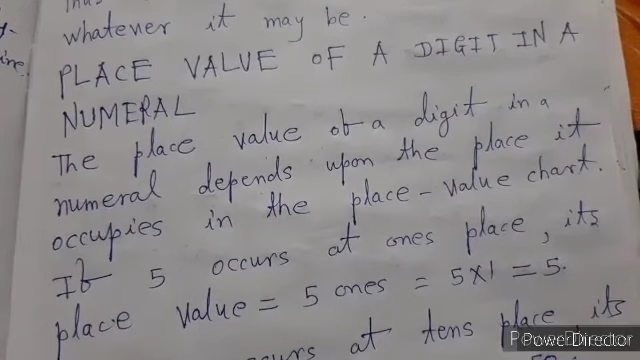 whatever it may be.
PLACE VALUE OF A DIGIT IN A
NUMERAL
The place value of a digit in a
numeral depends upon the place it
occupies in the place-value chart.
If 5 occurs at ones place, its
place value = 5 ones = 5×1 = 5.
occurs at tens place, its
PowerDirector